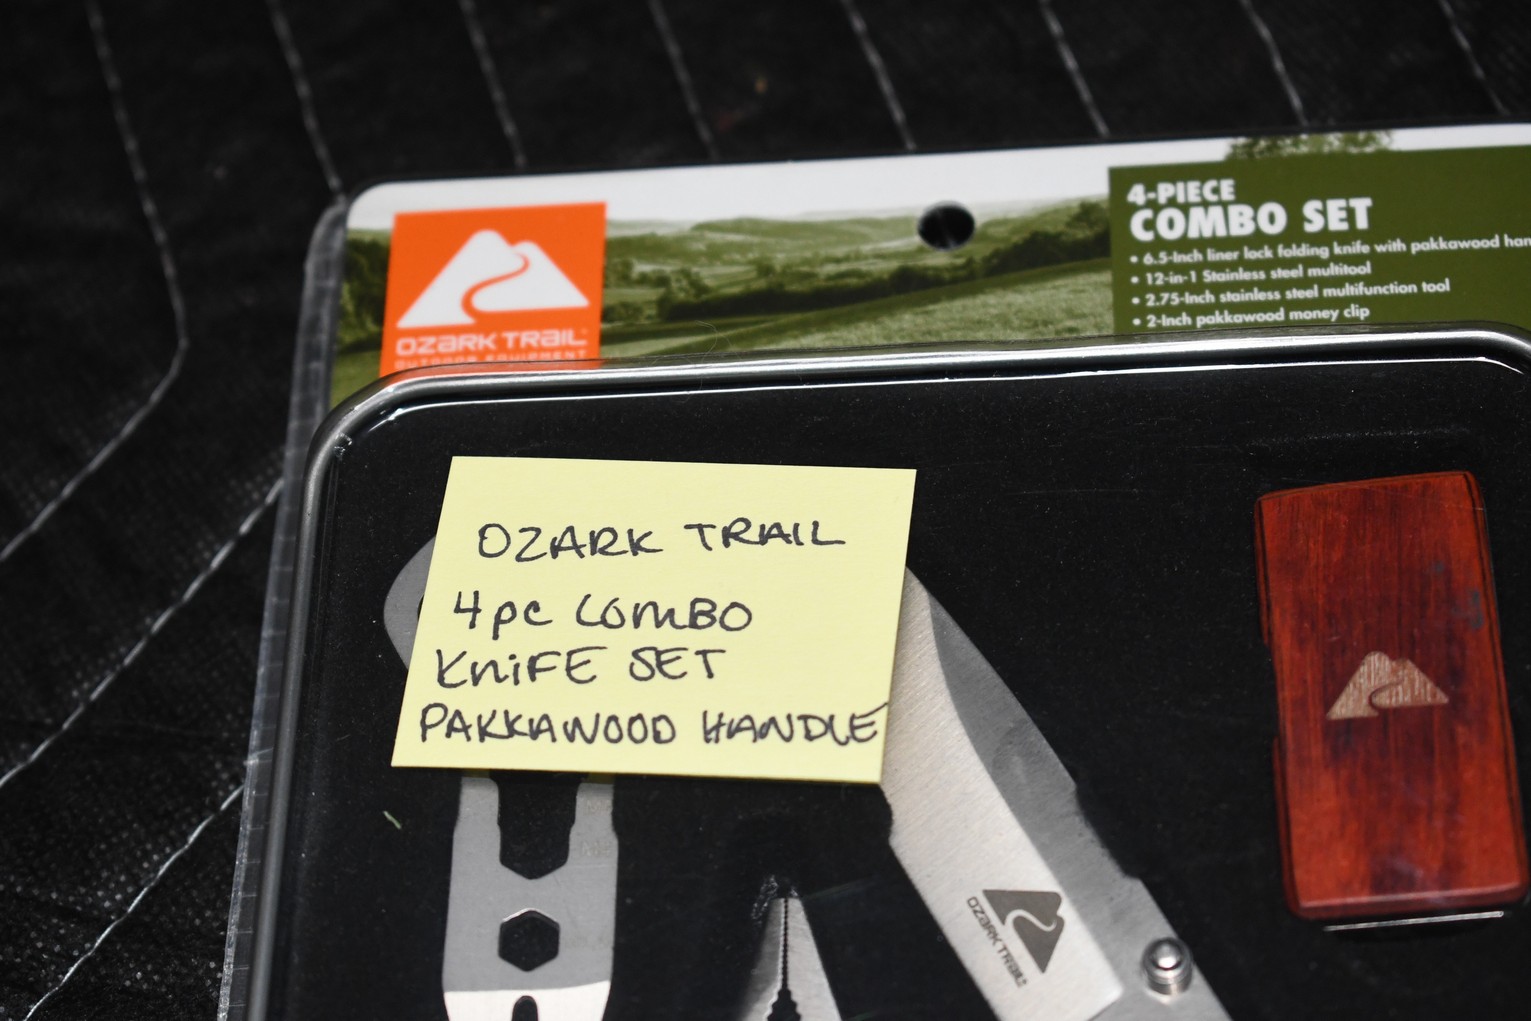 OZARK TRAIL
OUTDOOR EQUIPMENT
4-PIECE
COMBO SET
• 6.5-Inch liner lock folding knife with pakkawood han
• 12-in-1 Stainless steel multitool
• 2.75-Inch stainless steel multifunction tool
• 2-Inch pakkawood money clip
OZARK TRAIL
4pc COMBO
KNiFE SET
PAKKAWOOD HANDLE
OZARK TRAIL